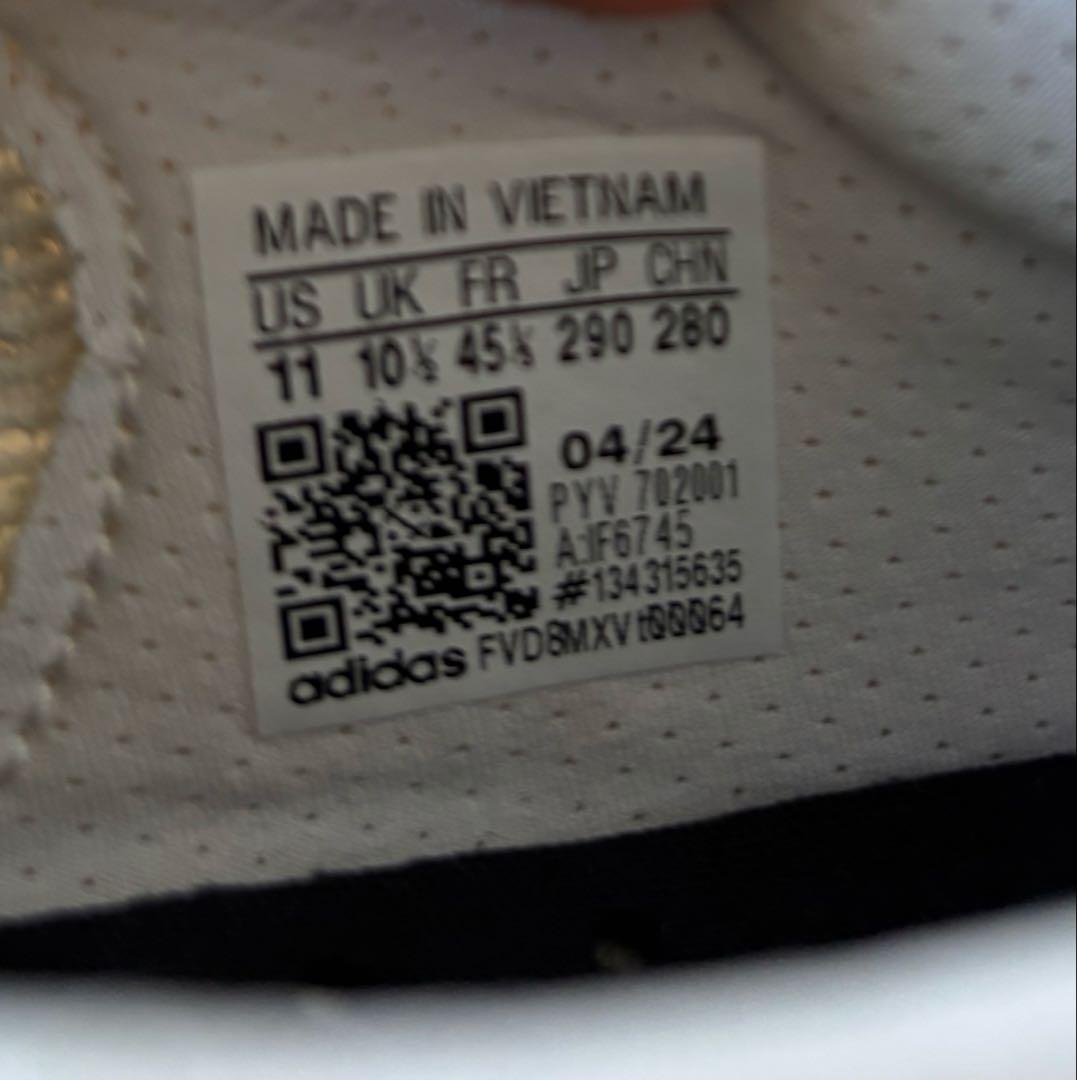 MADE IN VIETNAM
US UK FR JP CHN
11 10½ 45⅓ 290 280
04/24
PYV 702001
A:IF6745
#134315635
adidas FVD8MXVt00064